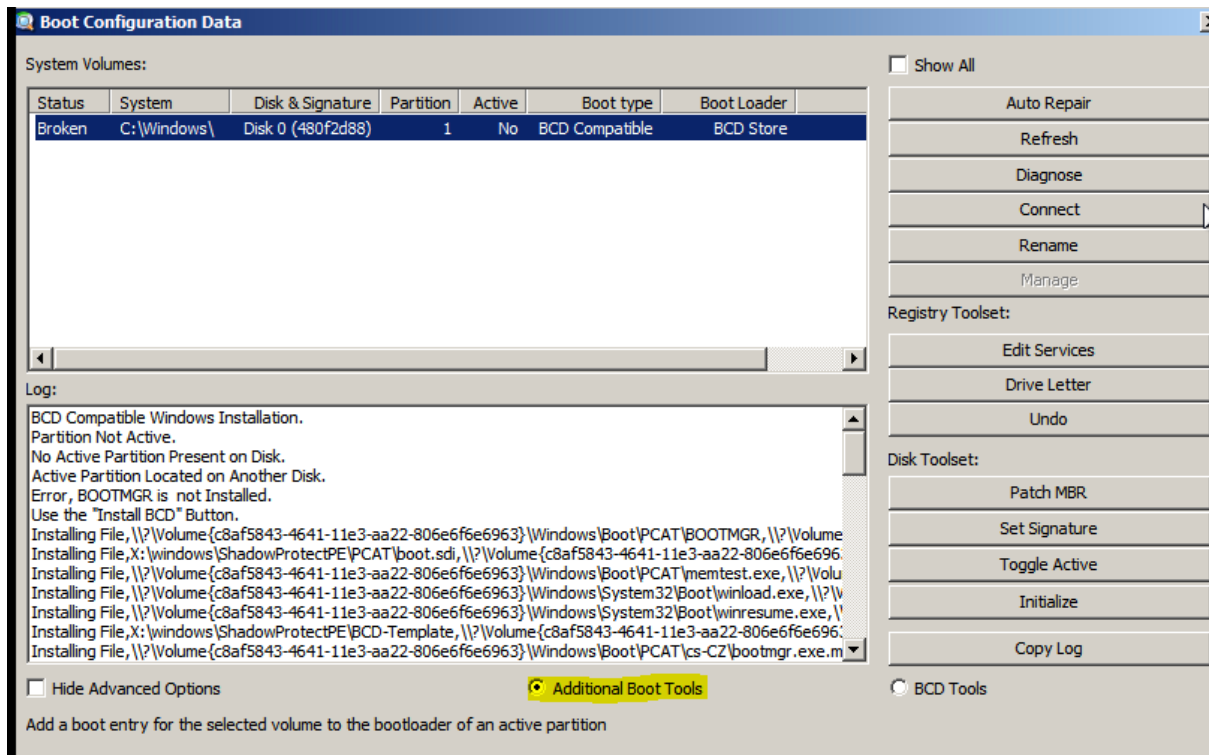 Boot Configuration Data
System Volumes:
Show All
Status System Disk & Signature Partition Active Boot type Boot Loader
Broken C:\Windows\ Disk 0 (480f2d88) 1 No BCD Compatible BCD Store
Auto Repair
Refresh
Diagnose
Connect
Rename
Manage
Registry Toolset:
Edit Services
Drive Letter
Undo
Disk Toolset:
Patch MBR
Set Signature
Toggle Active
Initialize
Copy Log
Log:
BCD Compatible Windows Installation.
Partition Not Active.
No Active Partition Present on Disk.
Active Partition Located on Another Disk.
Error, BOOTMGR is not Installed.
Use the "Install BCD" Button.
Installing File,\\?\Volume{c8af5843-4641-11e3-aa22-806e6f6e6963}\Windows\Boot\PCAT\BOOTMGR,\\?\Volume
Installing File,X:\windows\ShadowProtectPE\PCAT\boot.sdi,\\?\Volume{c8af5843-4641-11e3-aa22-806e6f6e696
Installing File,\\?\Volume{c8af5843-4641-11e3-aa22-806e6f6e6963}\Windows\Boot\PCAT\memtest.exe,\\?\Volu
Installing File,\\?\Volume{c8af5843-4641-11e3-aa22-806e6f6e6963}\Windows\System32\Boot\winload.exe,\\?\V
Installing File,\\?\Volume{c8af5843-4641-11e3-aa22-806e6f6e6963}\Windows\System32\Boot\winresume.exe,\
Installing File,X:\windows\ShadowProtectPE\BCD-Template,\\?\Volume{c8af5843-4641-11e3-aa22-806e6f6e696
Installing File,\\?\Volume{c8af5843-4641-11e3-aa22-806e6f6e6963}\Windows\Boot\PCAT\cs-CZ\bootmgr.exe.m
Hide Advanced Options
Additional Boot Tools
BCD Tools
Add a boot entry for the selected volume to the bootloader of an active partition